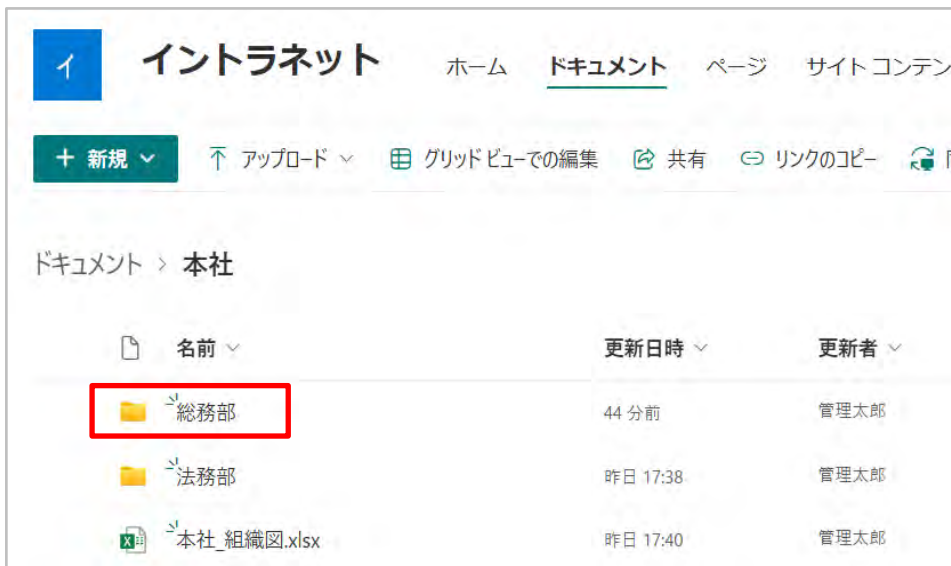 イ イントラネット ホーム ドキュメント ページ サイト コンテン
+ 新規 アップロード グリッド ビューでの編集 共有 リンクのコピー
ドキュメント > 本社
名前 更新日時 更新者
総務部 44 分前 管理太郎
法務部 昨日 17:38 管理太郎
本社_組織図.xlsx 昨日 17:40 管理太郎